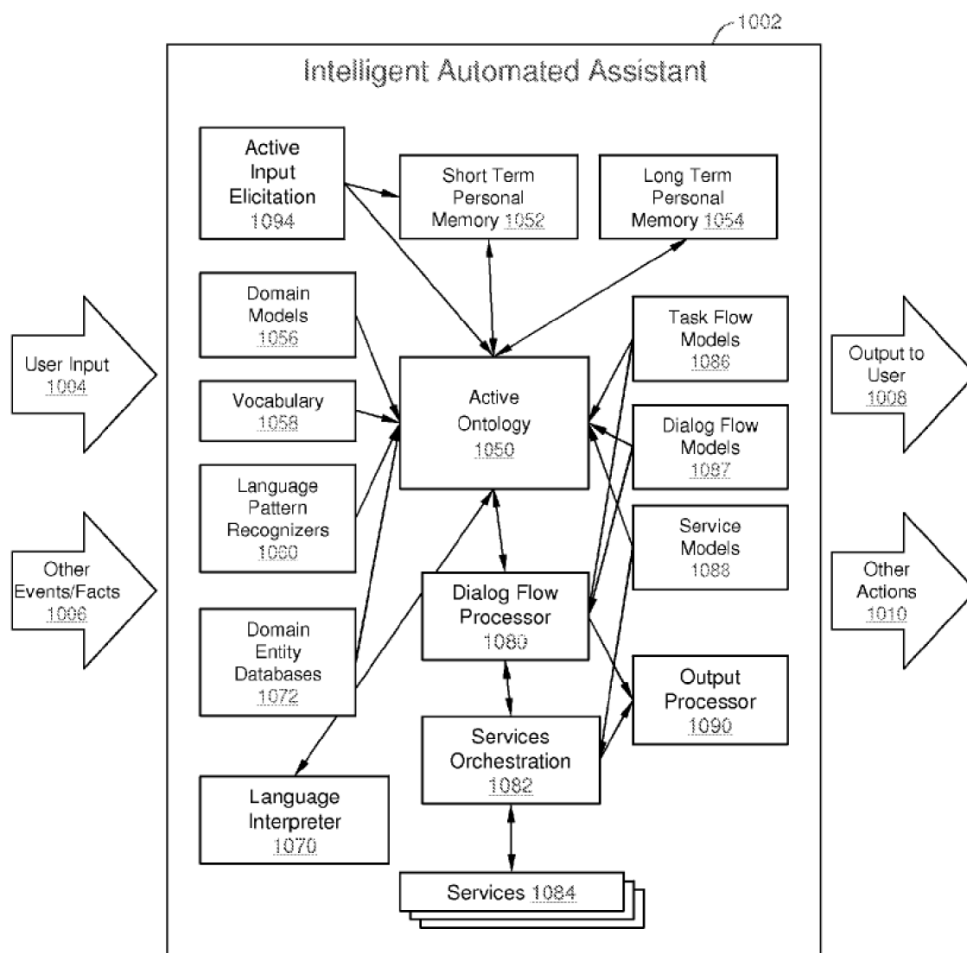 1002
Intelligent Automated Assistant
Active
Input
Elicitation
1094
Short Term
Personal
Memory 1052
Long Term
Personal
Memory 1054
Domain
Models
1056
Task Flow
Models
1086
User Input
1004
Output to
User
1008
Vocabulary
1058
Active
Ontology
1050
Dialog Flow
Models
1087
Language
Pattern
Recognizers
1060
Service
Models
1088
Other
Events/Facts
1006
Other
Actions
1010
Dialog Flow
Processor
1080
Domain
Entity
Databases
1072
Output
Processor
1090
Services
Orchestration
1082
Language
Interpreter
1070
Services 1084